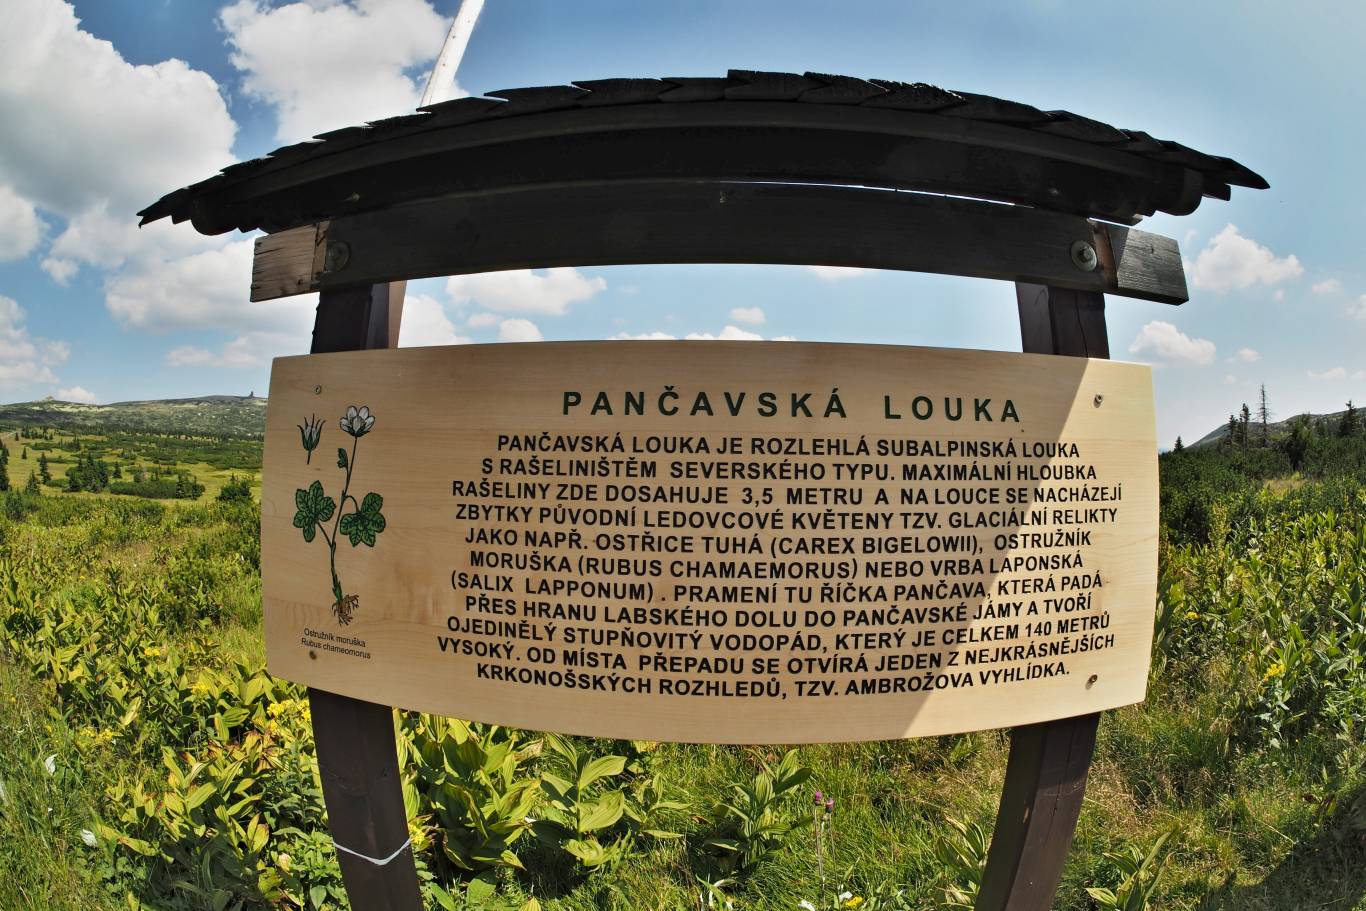 PANČAVSKÁ LOUKA
PANČAVSKÁ LOUKA JE ROZLEHLÁ SUBALPINSKÁ LOUKA
S RAŠELINIŠTĚM SEVERSKÉHO TYPU. MAXIMÁLNÍ HLOUBKA
RAŠELINY ZDE DOSAHUJE 3,5 METRU A NA LOUCE SE NACHÁZEJÍ
ZBYTKY PŮVODNÍ LEDOVCOVÉ KVĚTENY TZV. GLACIÁLNÍ RELIKTY
JAKO NAPŘ. OSTŘICE TUHÁ (CAREX BIGELOWII), OSTRUŽNÍK
MORUŠKA (RUBUS CHAMAEMORUS) NEBO VRBA LAPONSKÁ
(SALIX LAPPONUM) . PRAMENÍ TU ŘÍČKA PANČAVA, KTERÁ PADÁ
PŘES HRANU LABSKÉHO DOLU DO PANČAVSKÉ JÁMY A TVOŘÍ
OJEDINĚLÝ STUPŇOVITÝ VODOPÁD, KTERÝ JE CELKEM 140 METRŮ
VYSOKÝ. OD MÍSTA PŘEPADU SE OTVÍRÁ JEDEN Z NEJKRÁSNĚJŠÍCH
KRKONOŠSKÝCH ROZHLEDŮ, TZV. AMBROŽOVA VYHLÍDKA.
Ostružník moruška
Rubus chameomorus